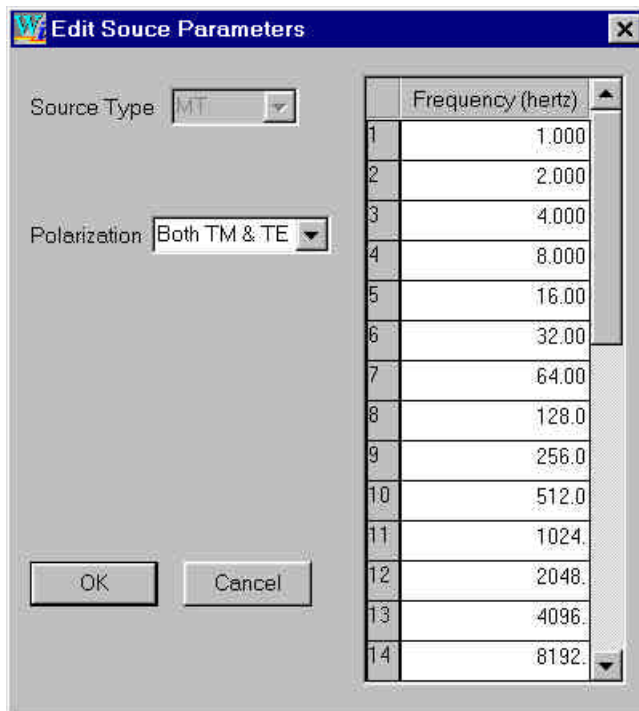 Edit Souce Parameters
Source Type MT
Polarization Both TM & TE
OK
Cancel
Frequency (hertz)
1 1.000
2 2.000
3 4.000
4 8.000
5 16.00
6 32.00
7 64.00
8 128.0
9 256.0
10 512.0
11 1024.
12 2048.
13 4096.
14 8192.